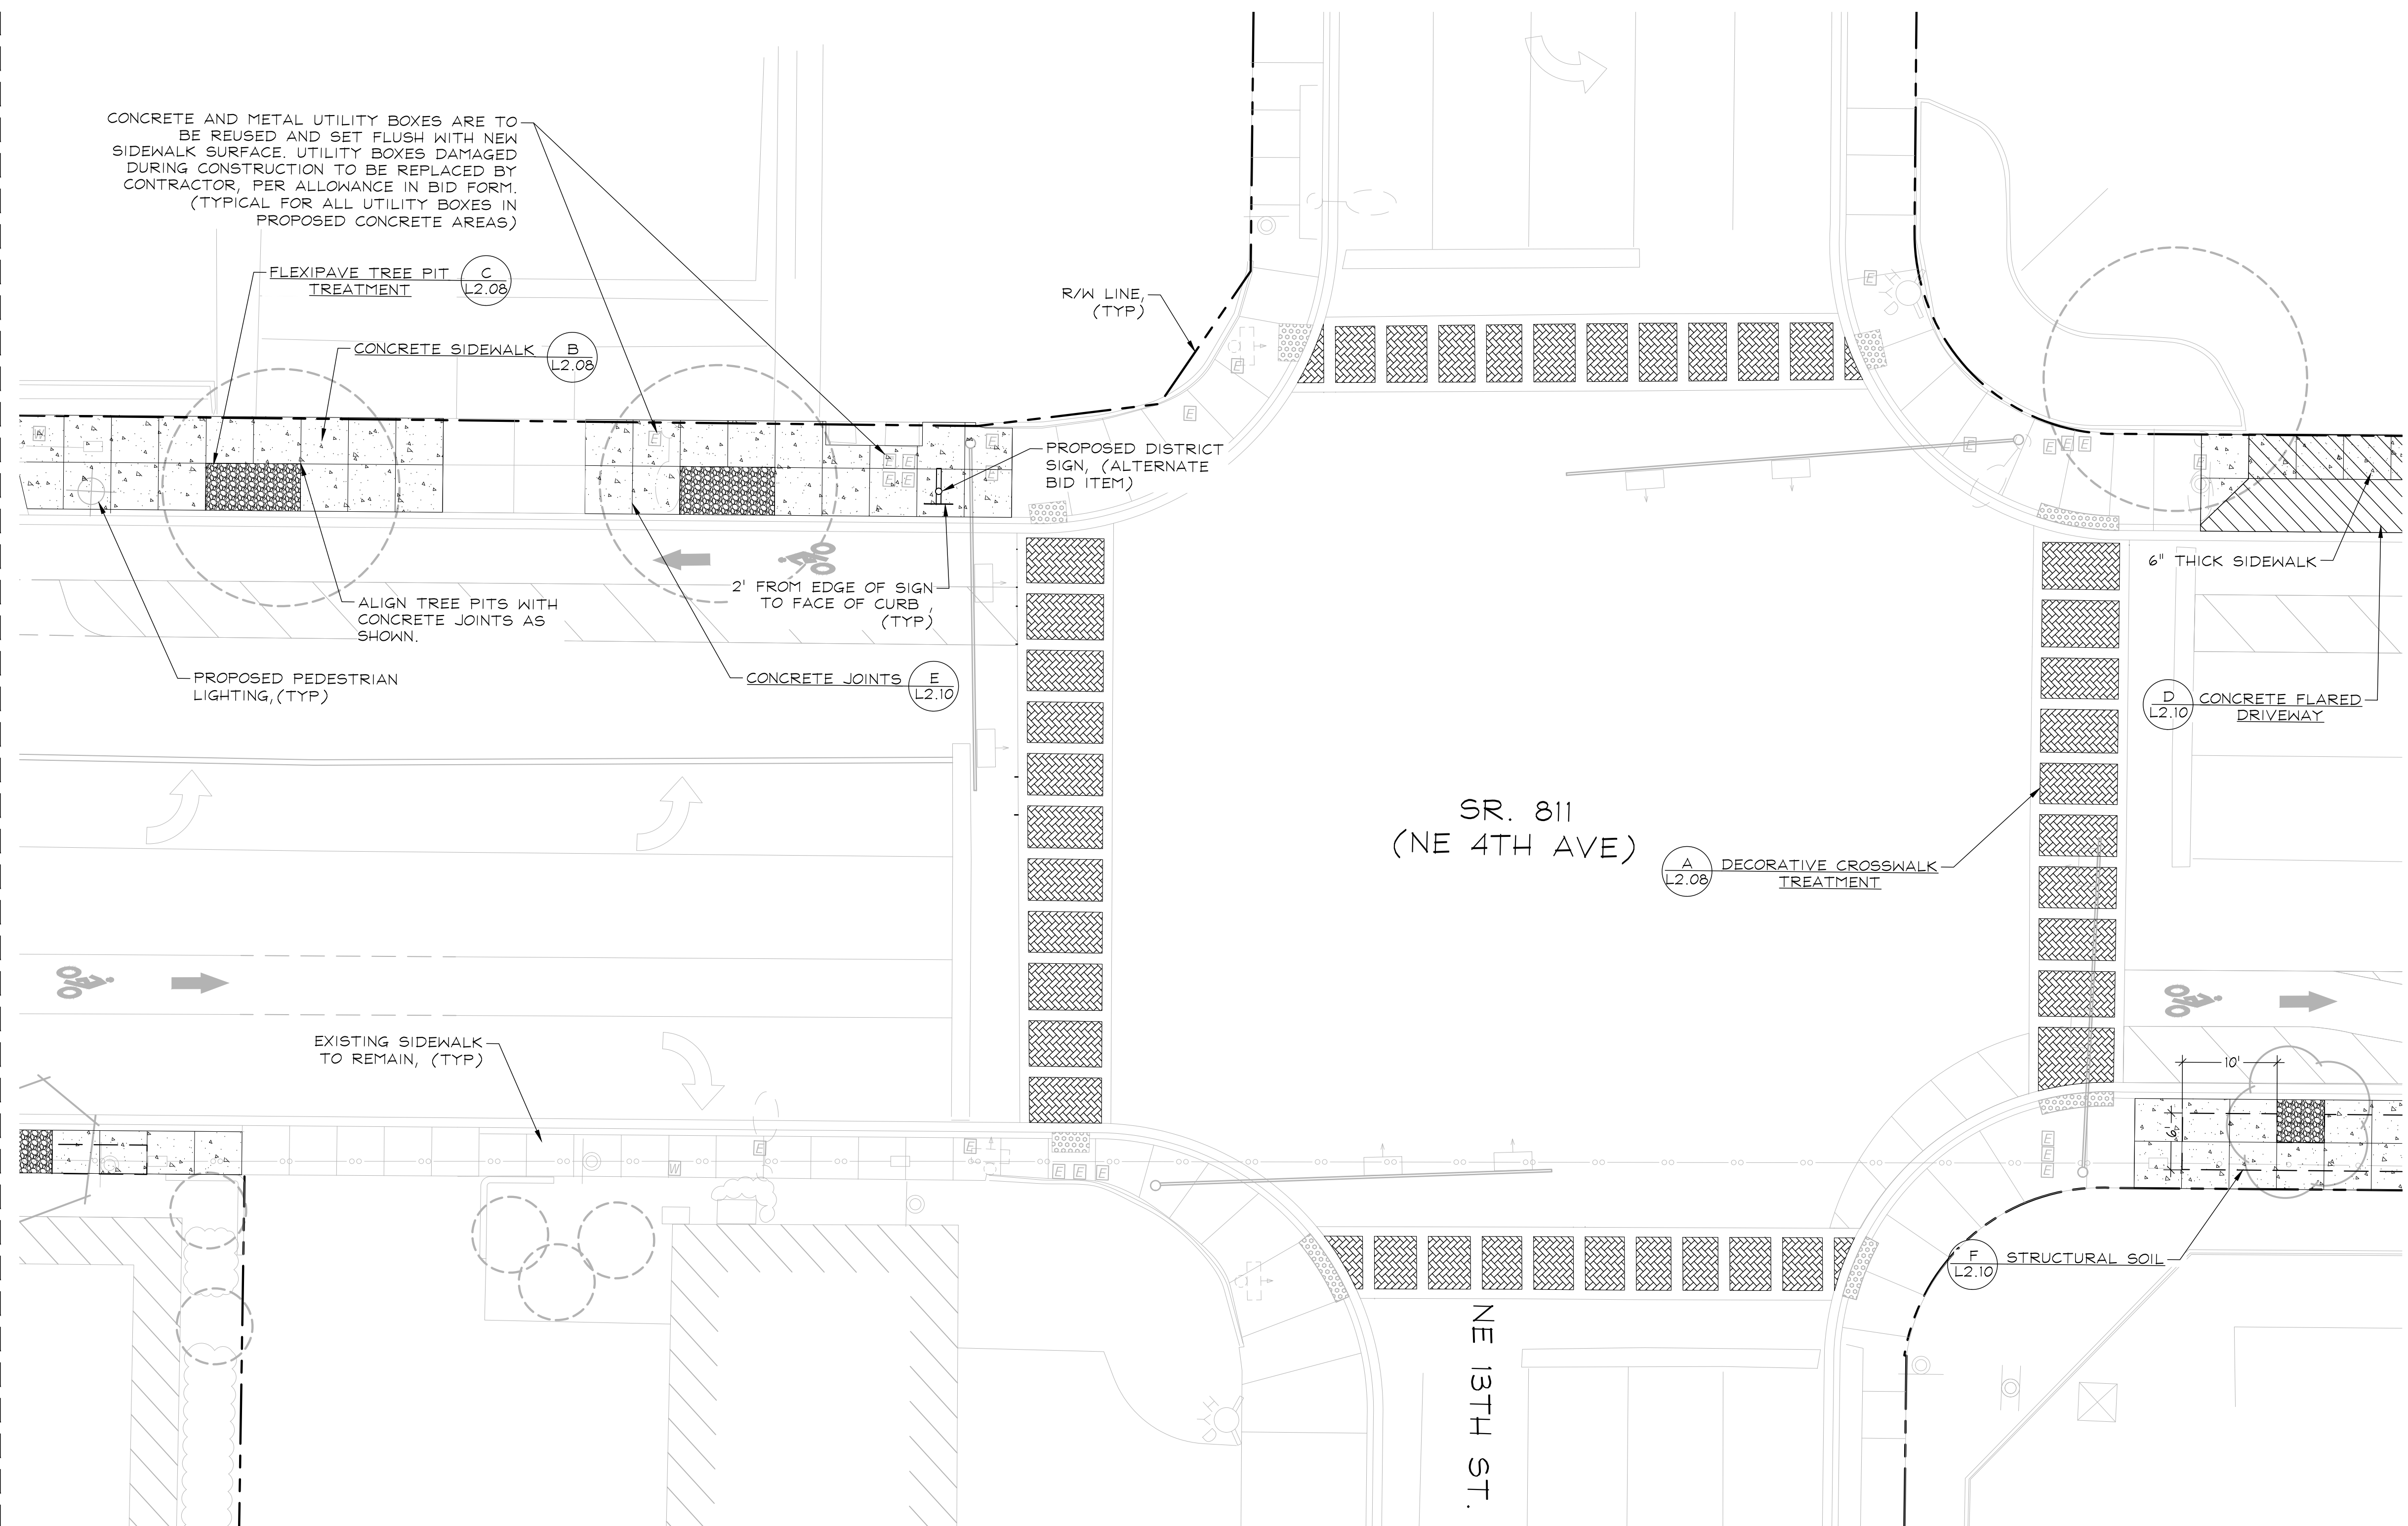 CONCRETE AND METAL UTILITY BOXES ARE TO
BE REUSED AND SET FLUSH WITH NEW
SIDEWALK SURFACE. UTILITY BOXES DAMAGED
DURING CONSTRUCTION TO BE REPLACED BY
CONTRACTOR, PER ALLOWANCE IN BID FORM.
(TYPICAL FOR ALL UTILITY BOXES IN
PROPOSED CONCRETE AREAS)
FLEXIPAVE TREE PIT
TREATMENT
C
L2.08
CONCRETE SIDEWALK
B
L2.08
R/W LINE,
(TYP)
E
E
E
W
E
E
E
E
E
E
E
PROPOSED DISTRICT
SIGN, (ALTERNATE
BID ITEM)
E
E
E
E
E
6" THICK SIDEWALK
2' FROM EDGE OF SIGN
TO FACE OF CURB ,
(TYP)
ALIGN TREE PITS WITH
CONCRETE JOINTS AS
SHOWN.
PROPOSED PEDESTRIAN
LIGHTING,(TYP)
CONCRETE JOINTS
E
L2.10
D
L2.10
CONCRETE FLARED
DRIVEWAY
SR. 811
(NE 4TH AVE)
A
L2.08
DECORATIVE CROSSWALK
TREATMENT
EXISTING SIDEWALK
TO REMAIN, (TYP)
10'
6'
E
E
E
E
E
W
E
E
E
F
L2.10
STRUCTURAL SOIL
NE 13TH ST.